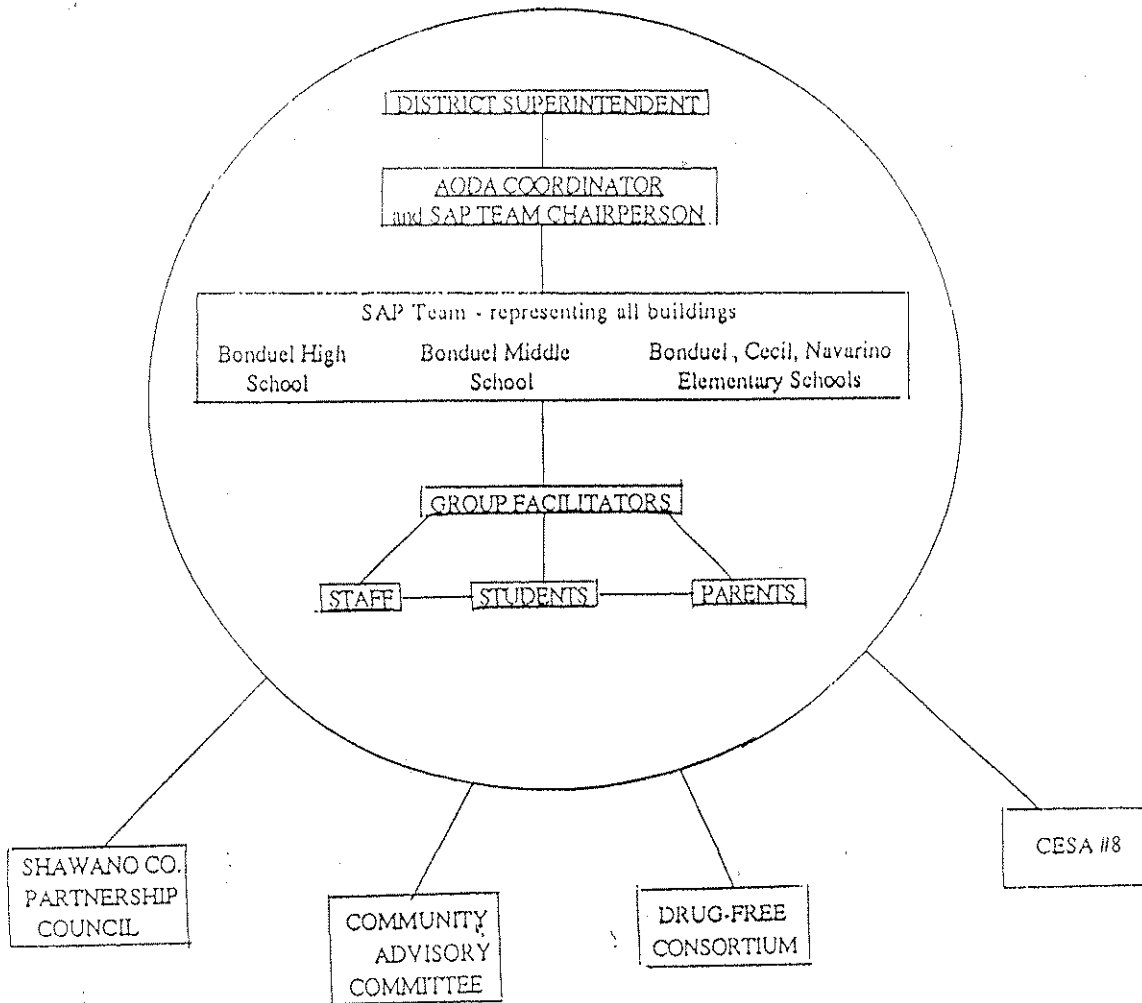 DISTRICT SUPERINTENDENT
AODA COORDINATOR
and SAP TEAM CHAIRPERSON
SAP Team - representing all buildings
Bonduel High
School
Bonduel Middle
School
Bonduel , Cecil, Navarino
Elementary Schools
GROUP FACILITATORS
STAFF
STUDENTS
PARENTS
SHAWANO CO.
PARTNERSHIP
COUNCIL
COMMUNITY
ADVISORY
COMMITTEE
DRUG-FREE
CONSORTIUM
CESA #8